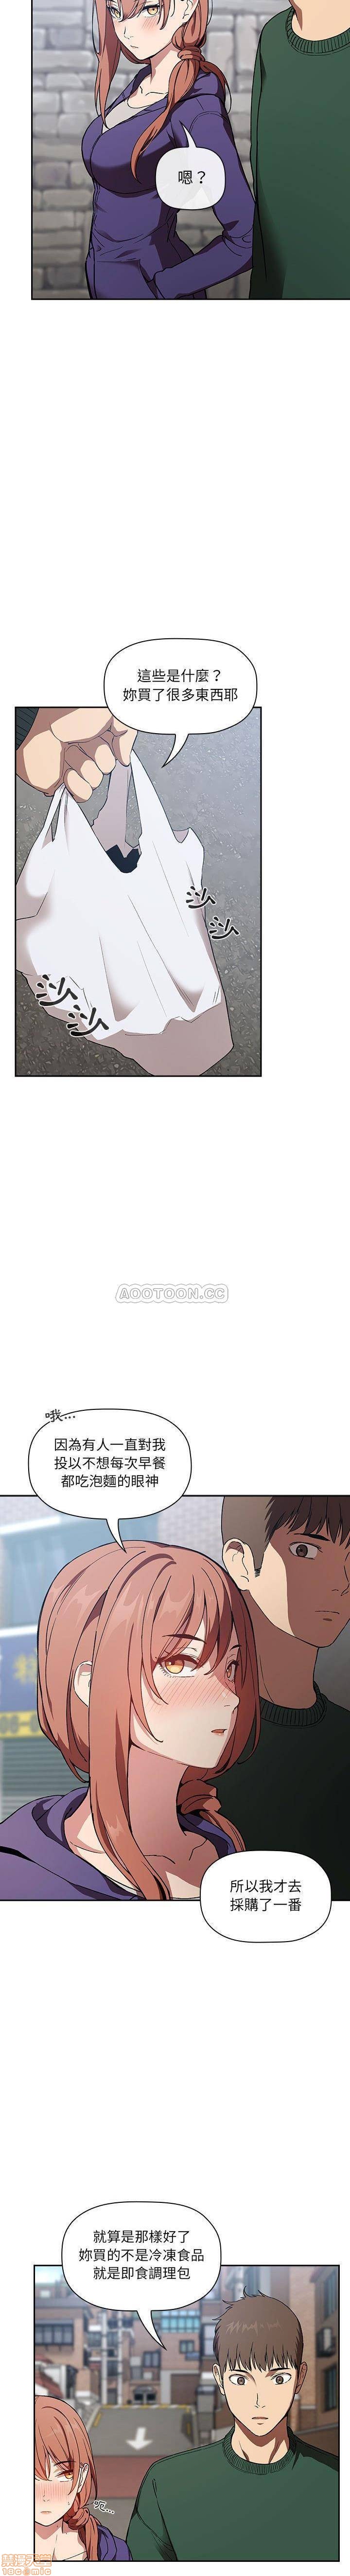 嗯？
這些是什麼？
妳買了很多東西耶
沙
沙
沙
沙
AOOTOON.CC
哦…
因為有人一直對我
投以不想每次早餐
都吃泡麵的眼神
所以我才去
採購了一番
就算是那樣好了
妳買的不是冷凍食品
就是即食調理包
呃…
禁漫天堂